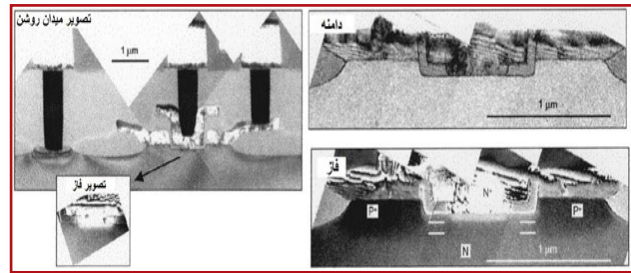 تصویر میدان روشن
1 µm
تصویر فاز
دامنه
1 µm
فاز
P⁺
N⁺
P⁺
N
1 µm